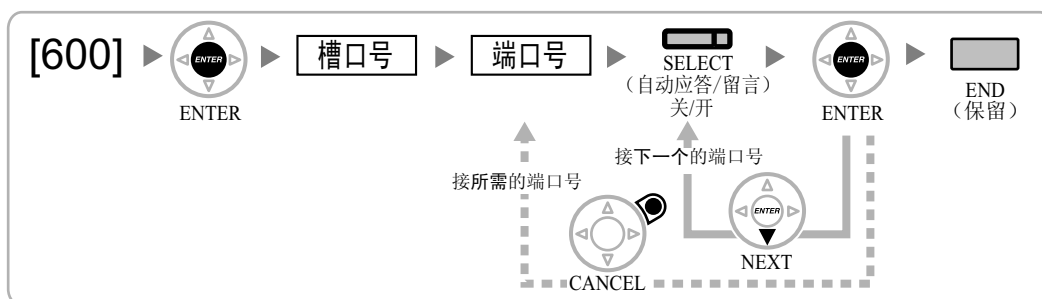 [600]
ENTER
ENTER
槽口号
端口号
SELECT
（自动应答/留言）
关/开
ENTER
ENTER
END
（保留）
接所需的端口号
接下一个的端口号
CANCEL
ENTER
NEXT